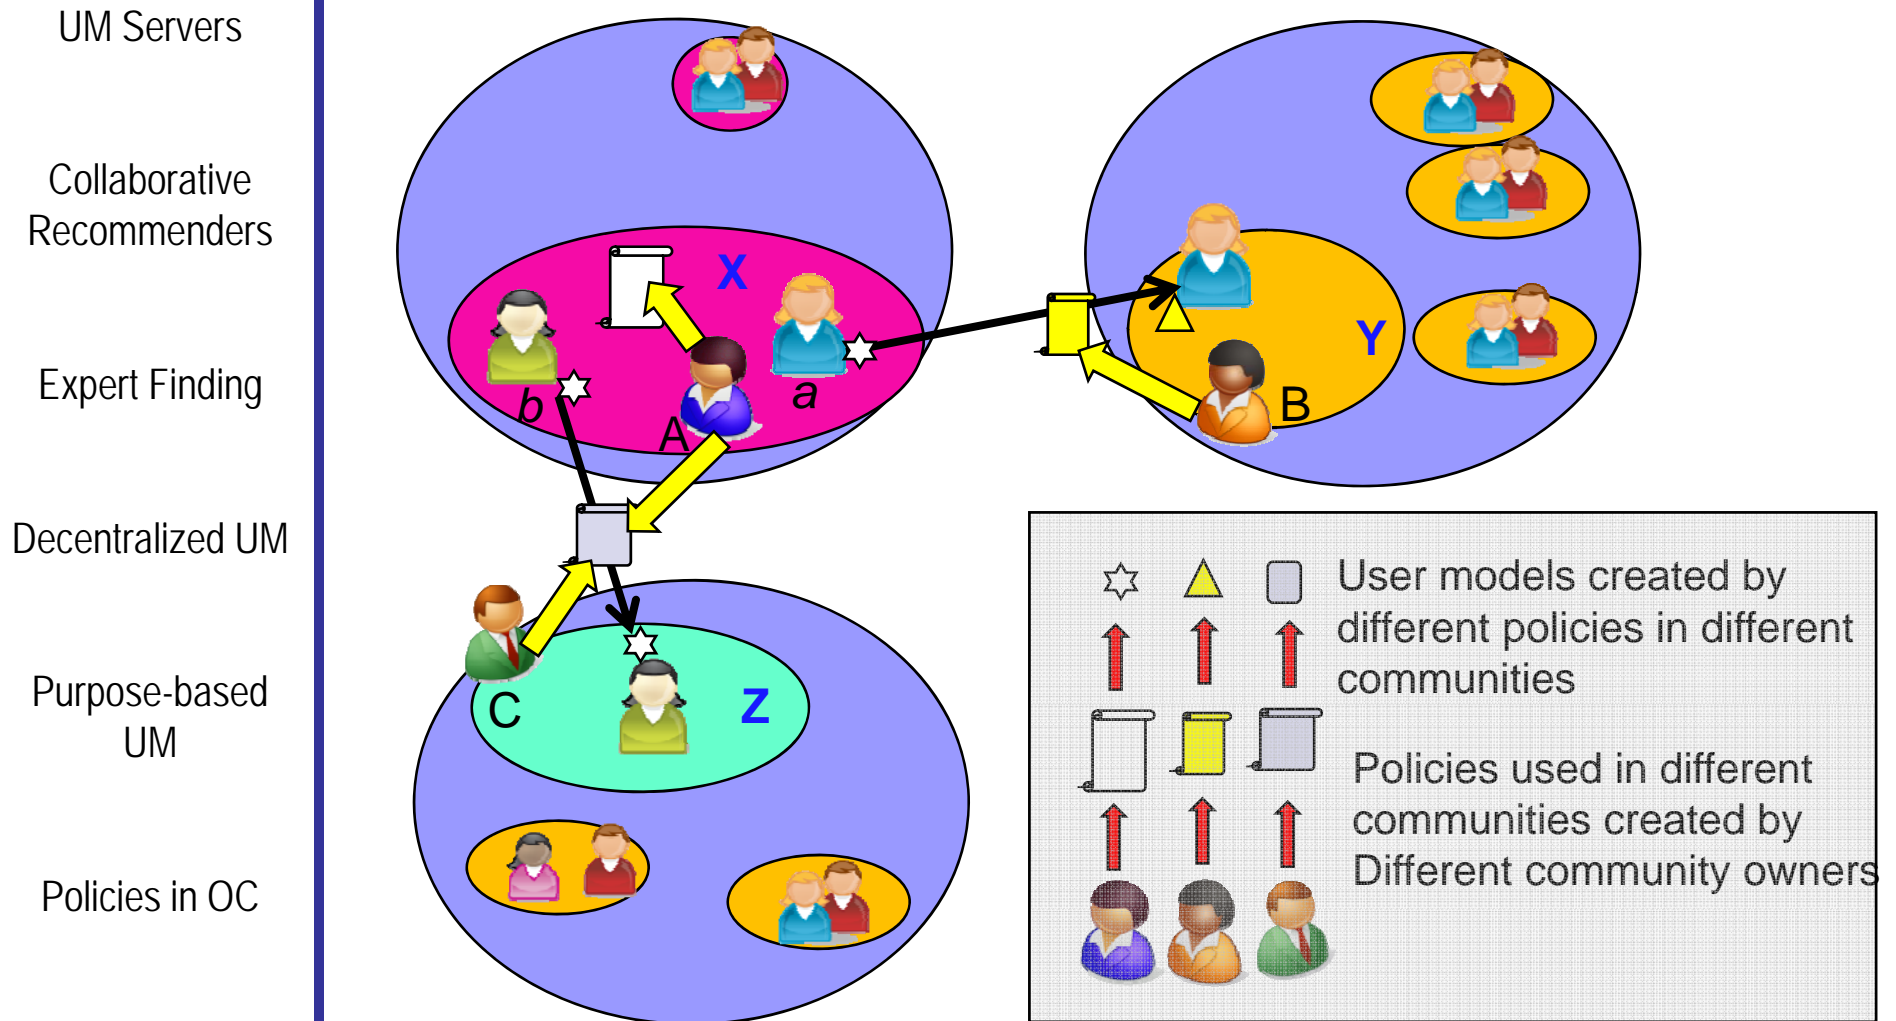 UM Servers
Collaborative
Recommenders
Expert Finding
Decentralized UM
Purpose-based
UM
Policies in OC
X
b
a
A
Y
B
C
Z
User models created by
different policies in different
communities
Policies used in different
communities created by
Different community owners